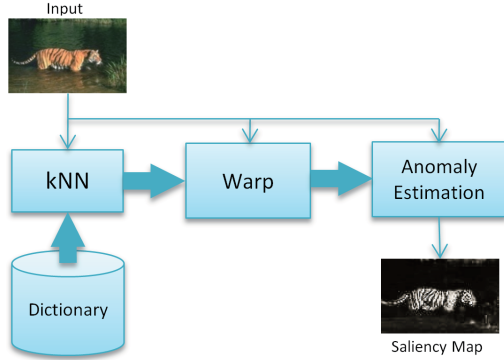 Input
kNN
Warp
Anomaly
Estimation
Dictionary
Saliency Map